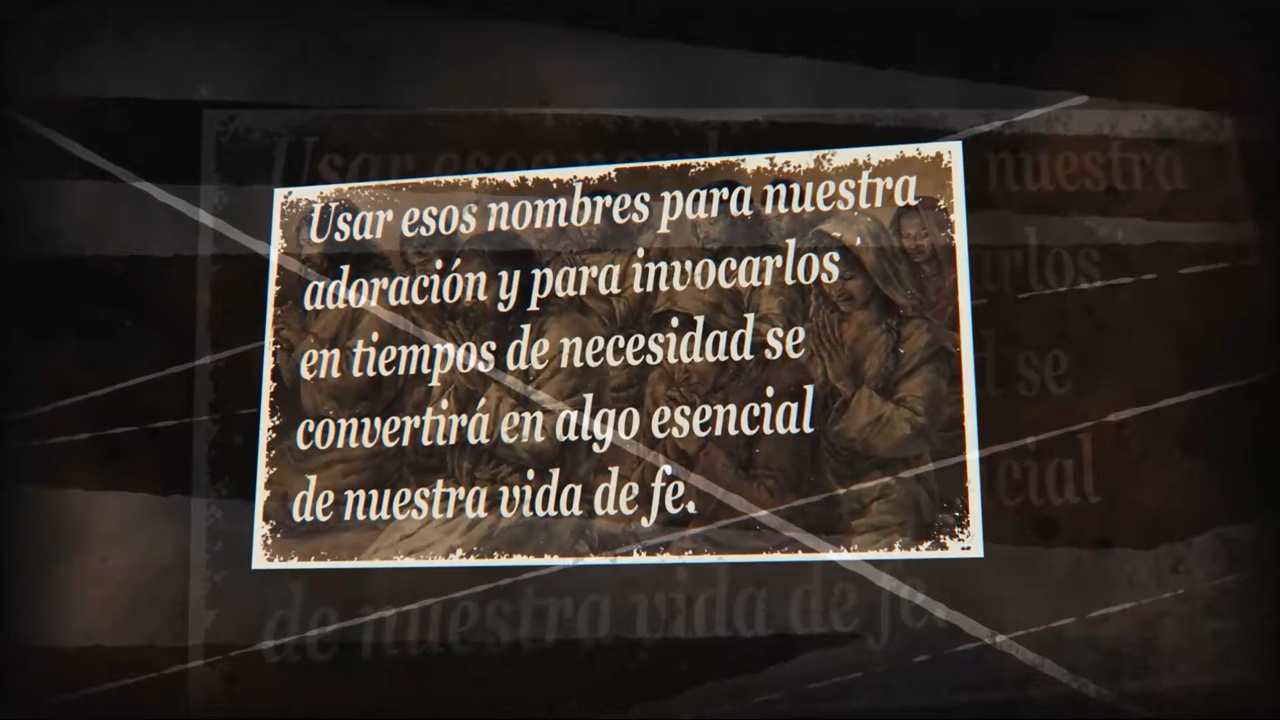 Usar esos nombres para nuestra
adoración y para invocarlos
en tiempos de necesidad se
convertirá en algo esencial
de nuestra vida de fe.